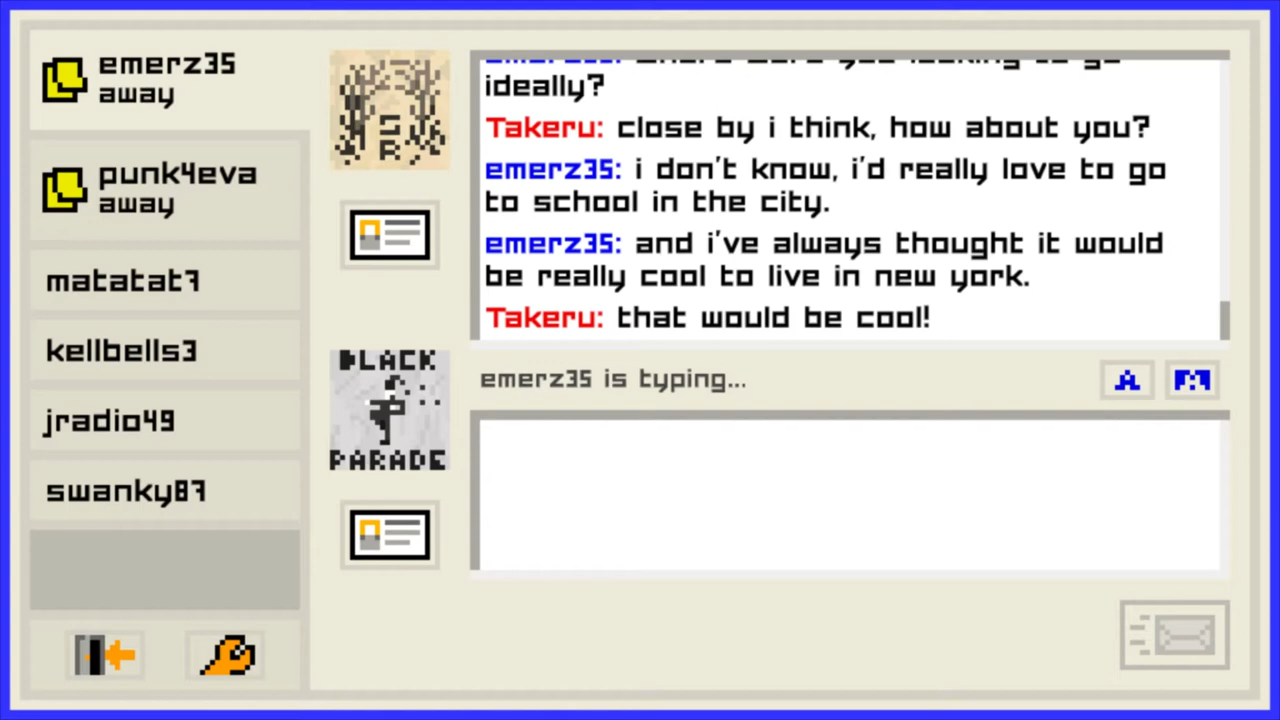 emerz35
away
punk4eva
away
matatat7
kellbells3
jradio49
swanky87
S
R
BLACK
PARADE
ideally?
Takeru: close by i think, how about you?
emerz35: i don't know, i'd really love to go
to school in the city.
emerz35: and i've always thought it would
be really cool to live in new york.
Takeru: that would be cool!
emerz35 is typing...
A